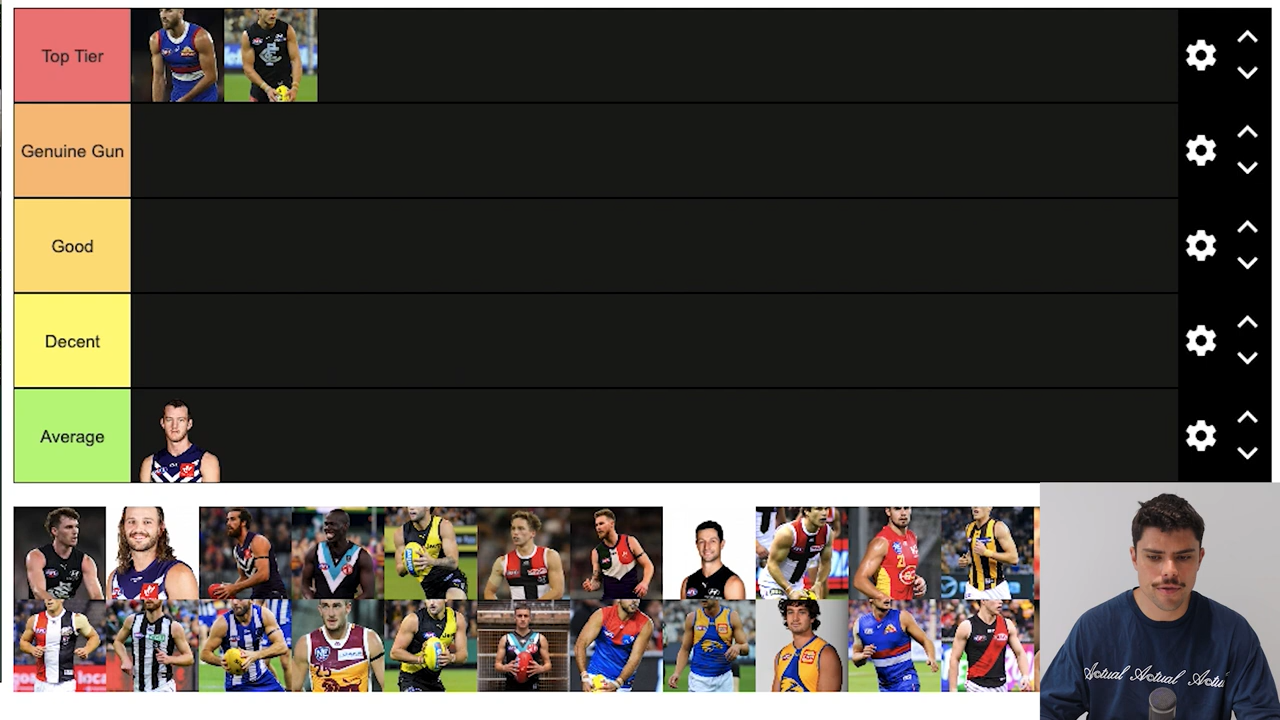 Top Tier
Genuine Gun
Good
Decent
Average
Actual Actual Actu